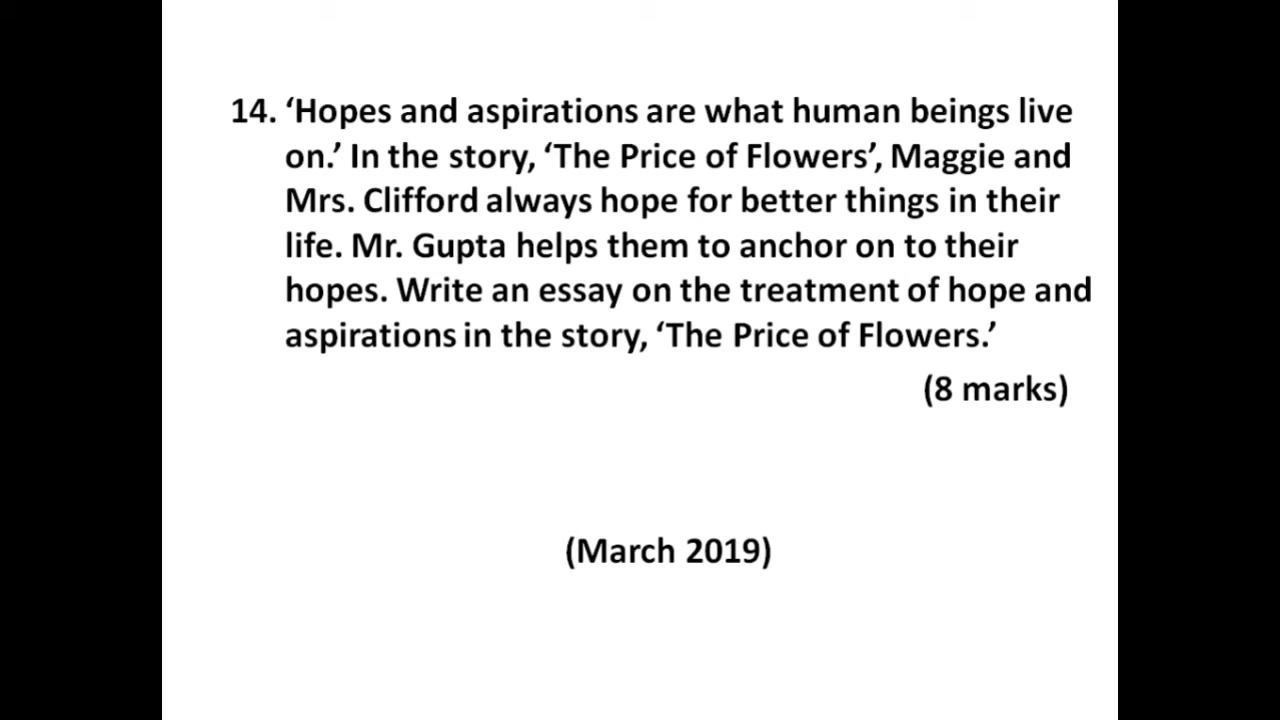 14. ‘Hopes and aspirations are what human beings live
on.’ In the story, ‘The Price of Flowers’, Maggie and
Mrs. Clifford always hope for better things in their
life. Mr. Gupta helps them to anchor on to their
hopes. Write an essay on the treatment of hope and
aspirations in the story, ‘The Price of Flowers.’
(8 marks)
(March 2019)